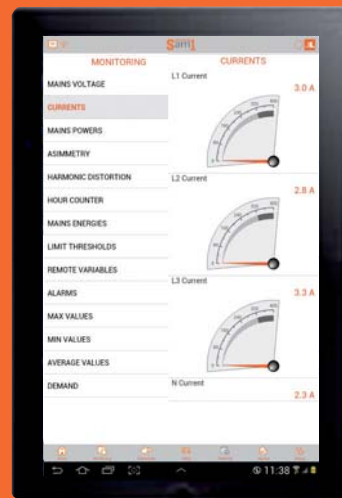 Sam1
MONITORING
MAINS VOLTAGE
CURRENTS
MAINS POWERS
ASIMMETRY
HARMONIC DISTORTION
HOUR COUNTER
MAINS ENERGIES
LIMIT THRESHOLDS
REMOTE VARIABLES
ALARMS
MAX VALUES
MIN VALUES
AVERAGE VALUES
DEMAND
CURRENTS
L1 Current
3.0 A
L2 Current
2.8 A
L3 Current
3.3 A
N Current
2.3 A
11:38